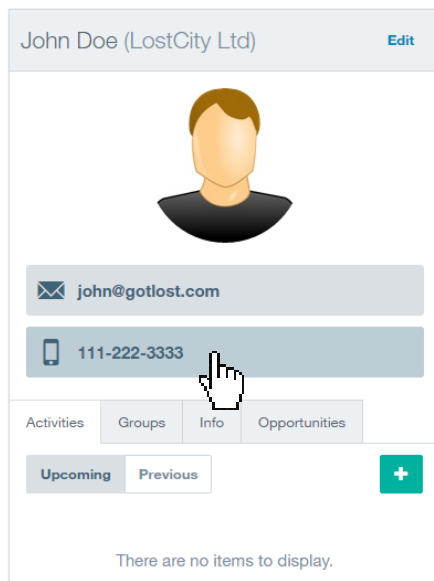 John Doe (LostCity Ltd) Edit
john@gotlost.com
111-222-3333
Activities Groups Info Opportunities
Upcoming Previous
There are no items to display.